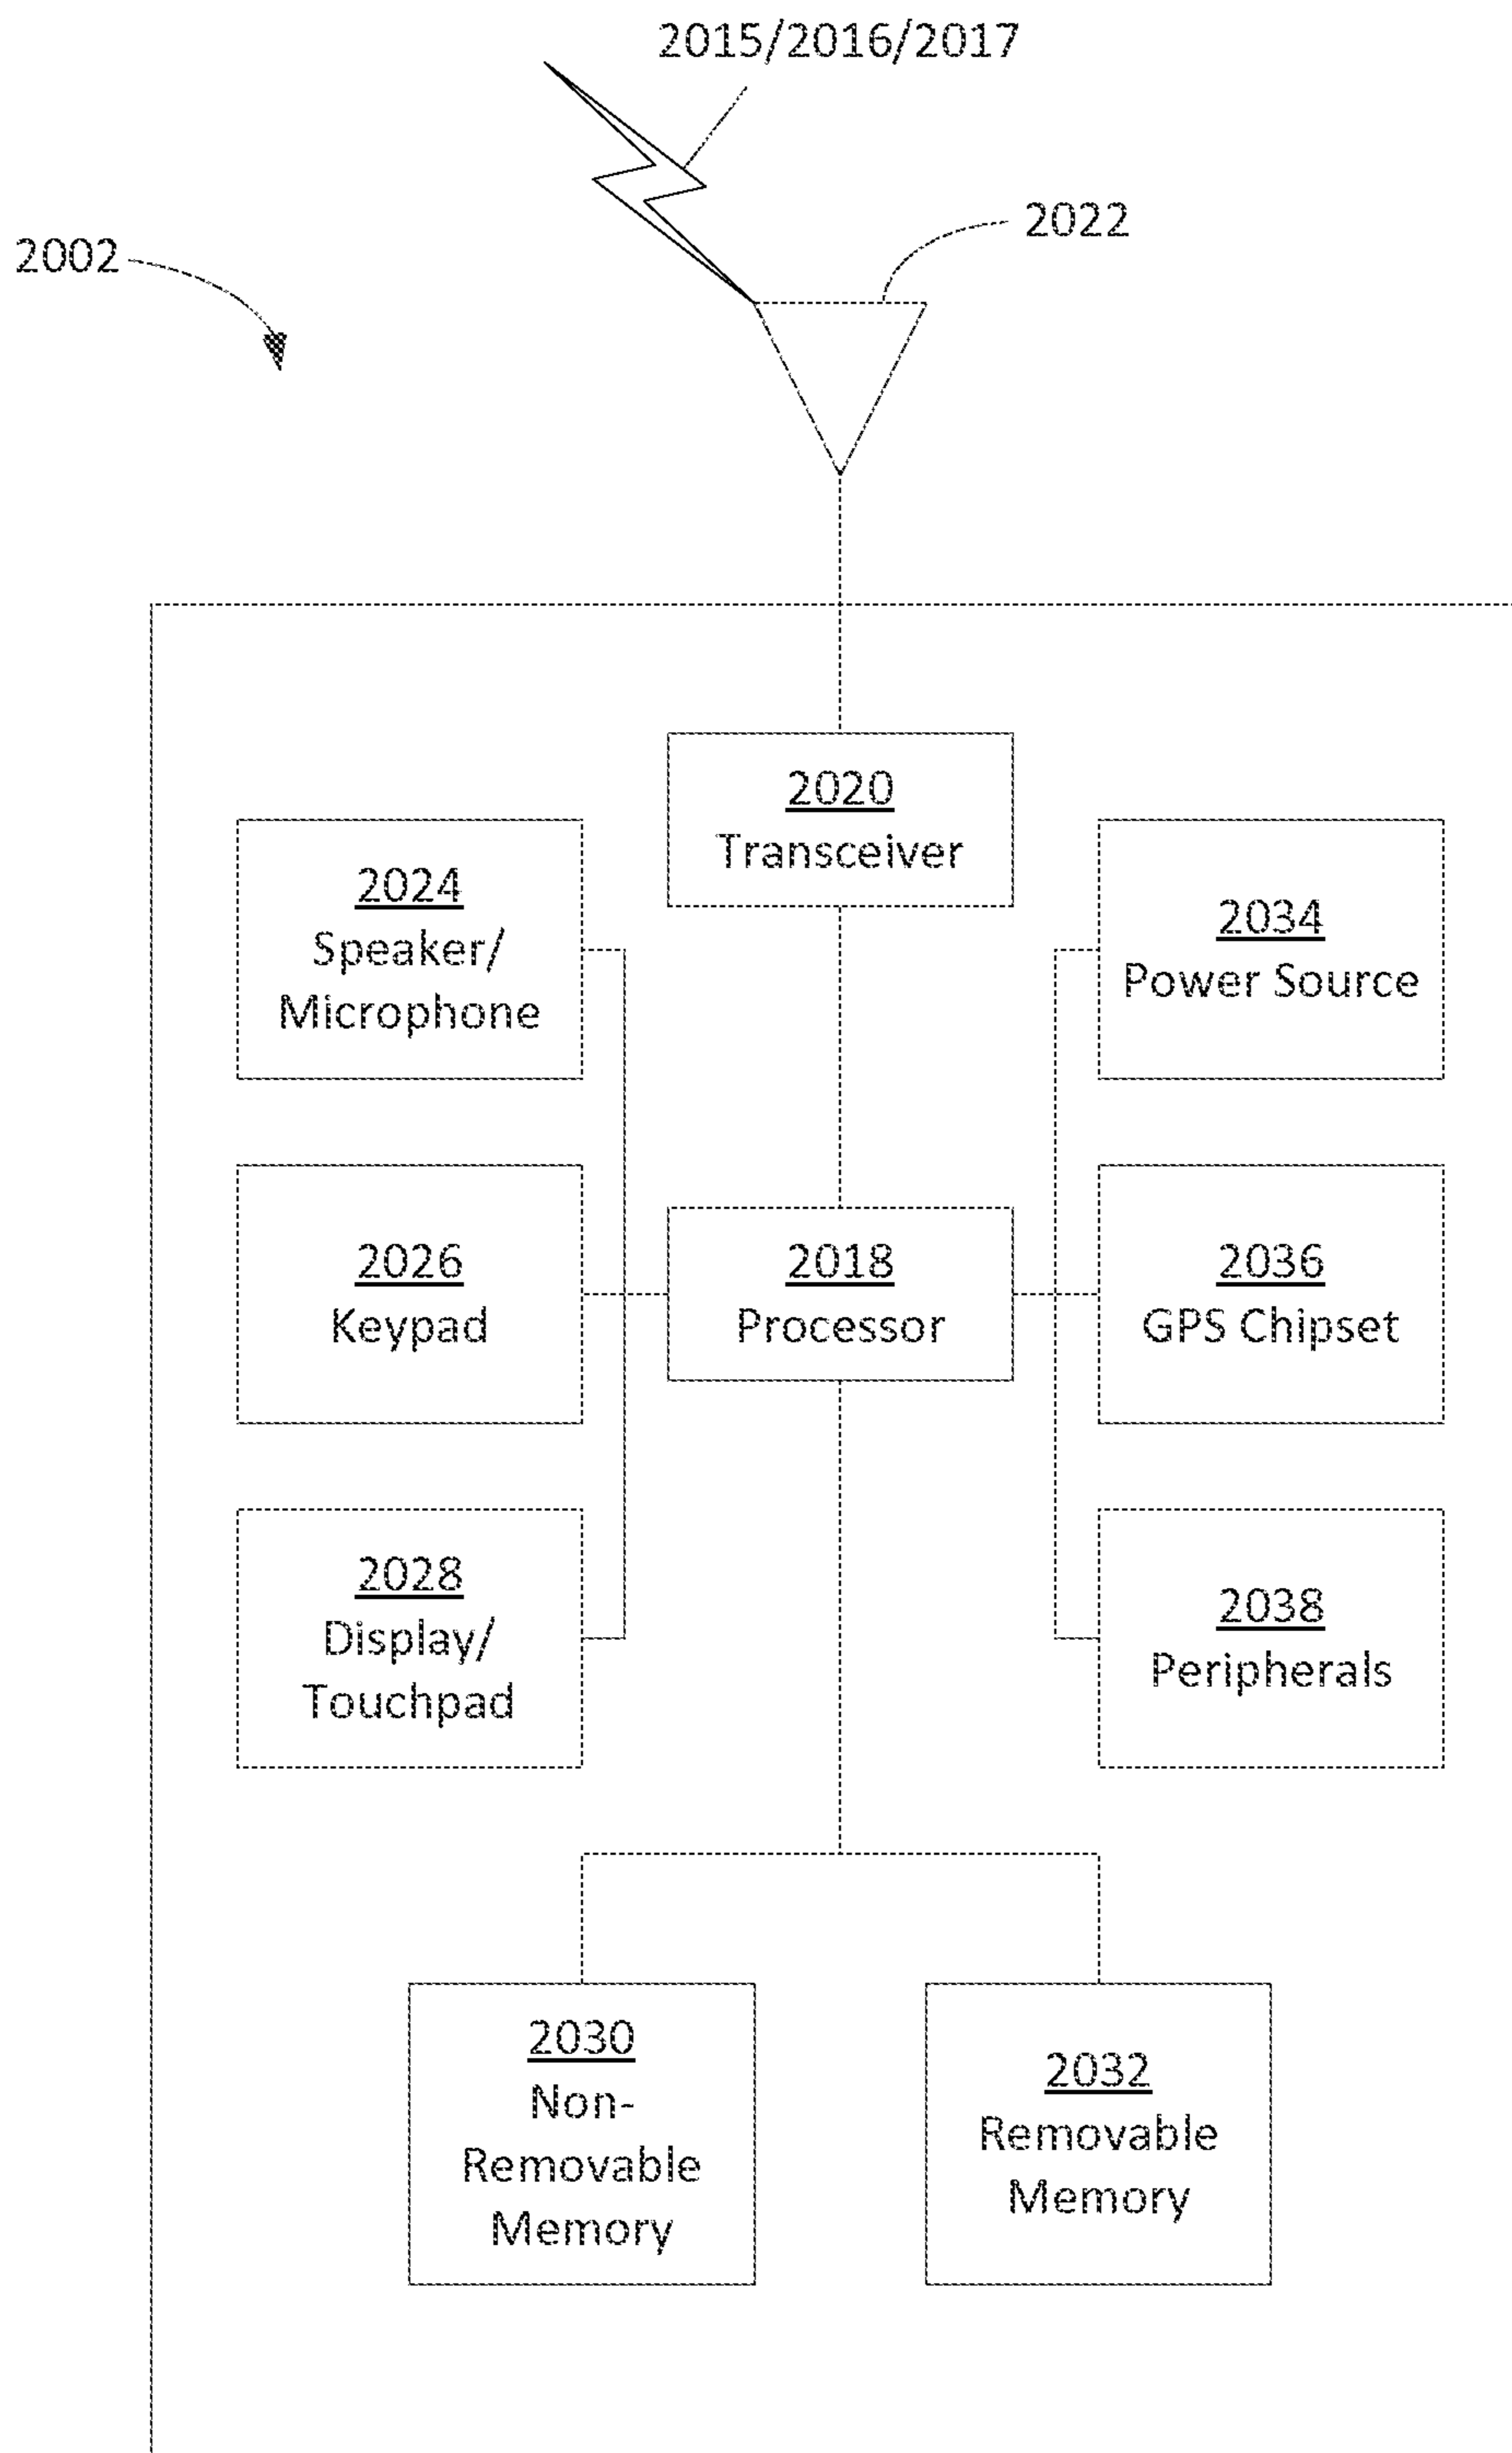 2015/2016/2017
2022
2002
2020
Transceiver
2024
Speaker/
Microphone
2034
Power Source
2026
Keypad
2018
Processor
2036
GPS Chipset
2028
Display/
Touchpad
2038
Peripherals
2030
Non-
Removable
Memory
2032
Removable
Memory